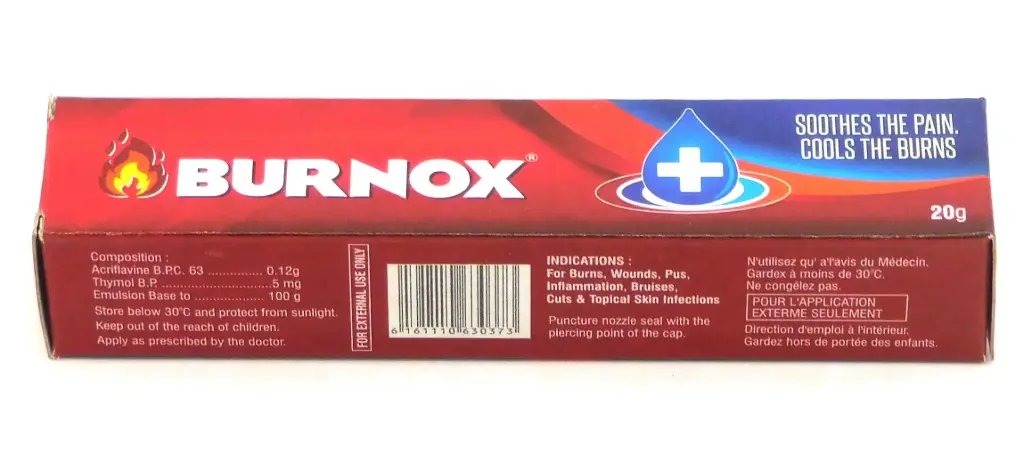 BURNOX®
SOOTHES THE PAIN.
COOLS THE BURNS
20g
Composition :
Acriflavine B.P.C. 63 ............... 0.12g
Thymol B.P. .............................5 mg
Emulsion Base to .................. 100 g
Store below 30°C and protect from sunlight.
Keep out of the reach of children.
Apply as prescribed by the doctor.
FOR EXTERNAL USE ONLY
6 161110 630373
INDICATIONS :
For Burns, Wounds, Pus,
Inflammation, Bruises,
Cuts & Topical Skin Infections
Puncture nozzle seal with the
piercing point of the cap.
N'utilisez qu' a'l'avis du Médecin.
Gardex à moins de 30°C.
Ne congélez pas.
POUR L'APPLICATION
EXTERME SEULEMENT
Direction d'emploi à l'intérieur.
Gardez hors de portée des enfants.